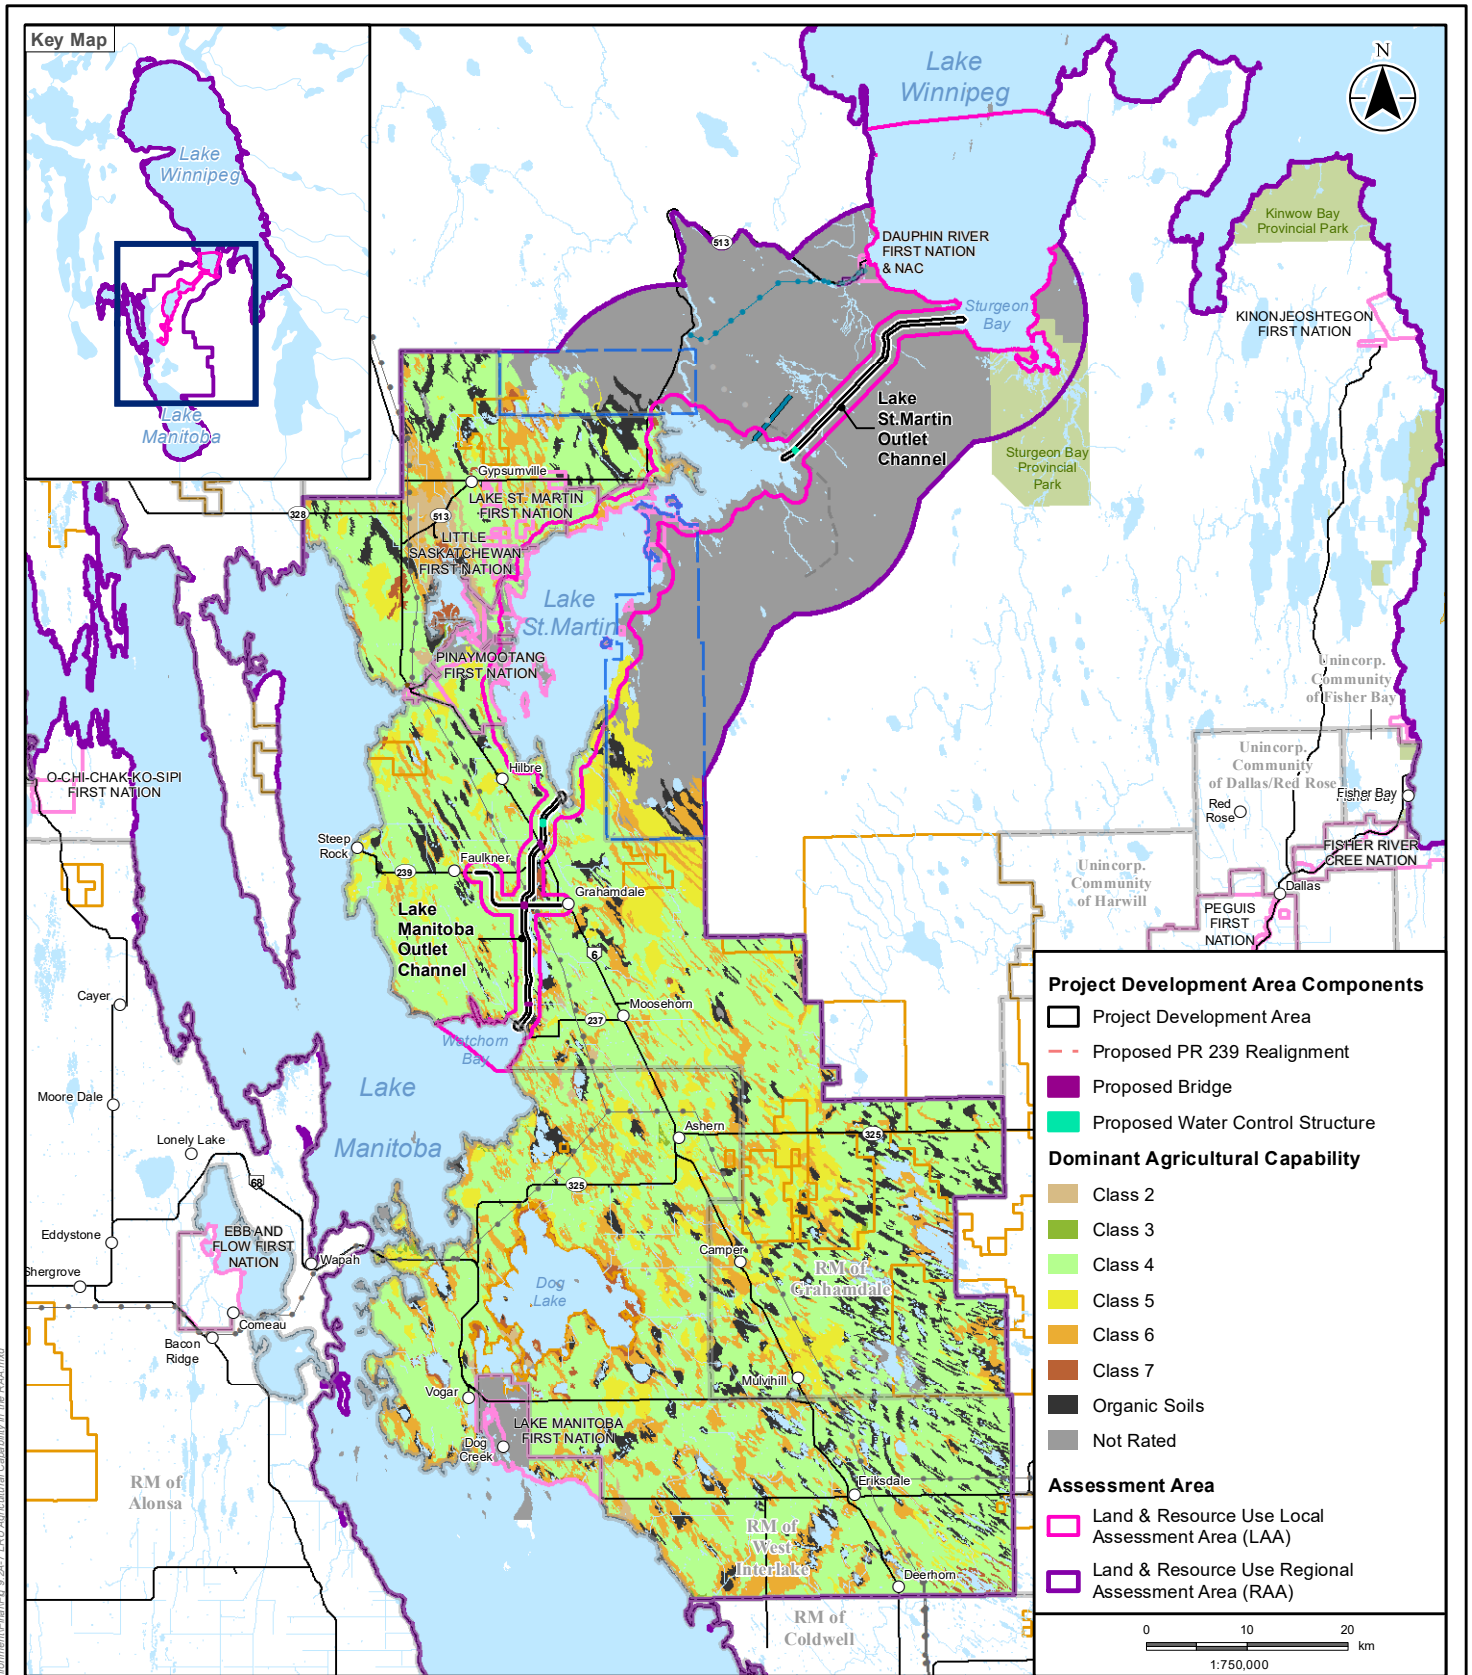 Key Map
Lake
Winnipeg
Lake
Manitoba
Lake
Winnipeg
N
Kinwow Bay
Provincial Park
513
DAUPHIN RIVER
FIRST NATION
& NAC
Sturgeon
Bay
KINONJEOSHTEGON
FIRST NATION
Lake
St.Martin
Outlet
Channel
Sturgeon Bay
Provincial
Park
Gypsumville
LAKE ST. MARTIN
FIRST NATION
328
513
LITTLE
SASKATCHEWAN
FIRST NATION
Lake
St.Martin
PINAYMOOTANG
FIRST NATION
Unincorp.
Community
of Fisher Bay
Unincorp.
Community
of Dallas/Red Rose
O-CHI-CHAK-KO-SIPI
FIRST NATION
Hilbre
Red
Rose
Fisher Bay
Steep
Rock
FISHER RIVER
CREE NATION
Faulkner
239
Unincorp.
Community
of Harwill
Dallas
Grahamdale
PEGUIS
FIRST
NATION
Lake
Manitoba
Outlet
Channel
6
Cayer
Moosehorn
237
Watchorn
Bay
Lake
Manitoba
Moore Dale
Ashern
325
Lonely Lake
68
325
Eddystone
EBB AND
FLOW FIRST
NATION
Wapah
Camper
RM of
Grahamdale
Shergrove
Dog
Lake
Comeau
Bacon
Ridge
Mulvihill
Vogar
LAKE MANITOBA
FIRST NATION
Dog
Creek
RM of
Alonsa
Eriksdale
RM of
West
Interlake
Deerhorn
RM of
Coldwell
Project Development Area Components
Project Development Area
Proposed PR 239 Realignment
Proposed Bridge
Proposed Water Control Structure
Dominant Agricultural Capability
Class 2
Class 3
Class 4
Class 5
Class 6
Class 7
Organic Soils
Not Rated
Assessment Area
Land & Resource Use Local
Assessment Area (LAA)
Land & Resource Use Regional
Assessment Area (RAA)
0 10 20
km
1:750,000